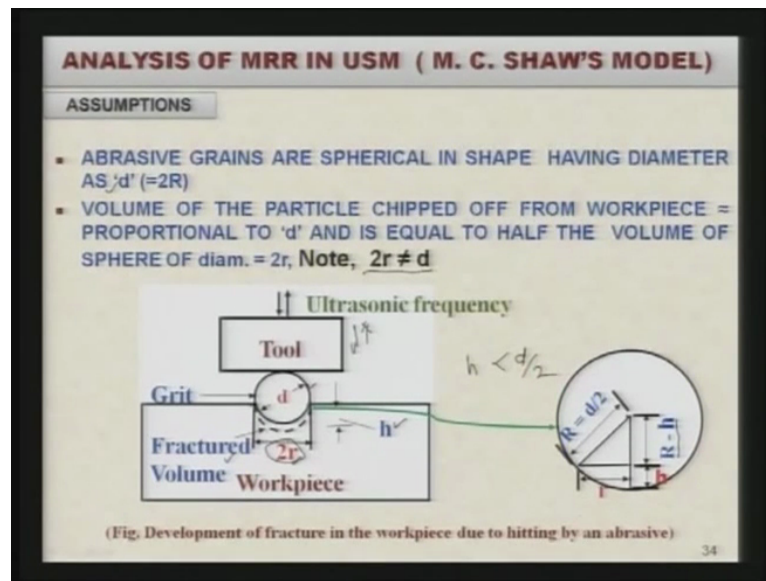 ANALYSIS OF MRR IN USM ( M. C. SHAW'S MODEL)
ASSUMPTIONS
▪ ABRASIVE GRAINS ARE SPHERICAL IN SHAPE HAVING DIAMETER
AS 'd' (=2R)
▪ VOLUME OF THE PARTICLE CHIPPED OFF FROM WORKPIECE =
PROPORTIONAL TO 'd' AND IS EQUAL TO HALF THE VOLUME OF
SPHERE OF diam. = 2r, Note, 2r ≠ d
Ultrasonic frequency
Tool
h < d/2
Grit
d
R = d/2
R - h
h
Fractured
Volume
2r
h
r
Workpiece
(Fig. Development of fracture in the workpiece due to hitting by an abrasive)
34